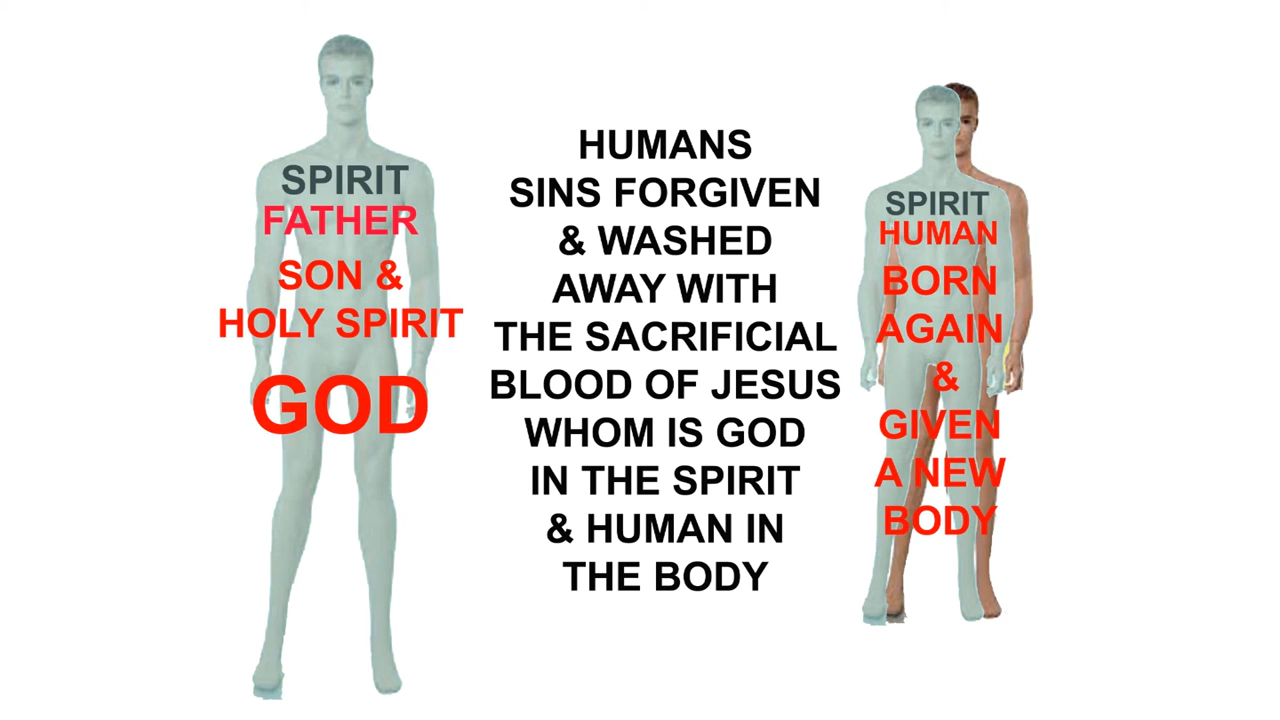 SPIRIT
FATHER
SON &
HOLY SPIRIT
GOD
HUMANS
SINS FORGIVEN
& WASHED
AWAY WITH
THE SACRIFICIAL
BLOOD OF JESUS
WHOM IS GOD
IN THE SPIRIT
& HUMAN IN
THE BODY
SPIRIT
HUMAN
BORN
AGAIN
&
GIVEN
A NEW
BODY